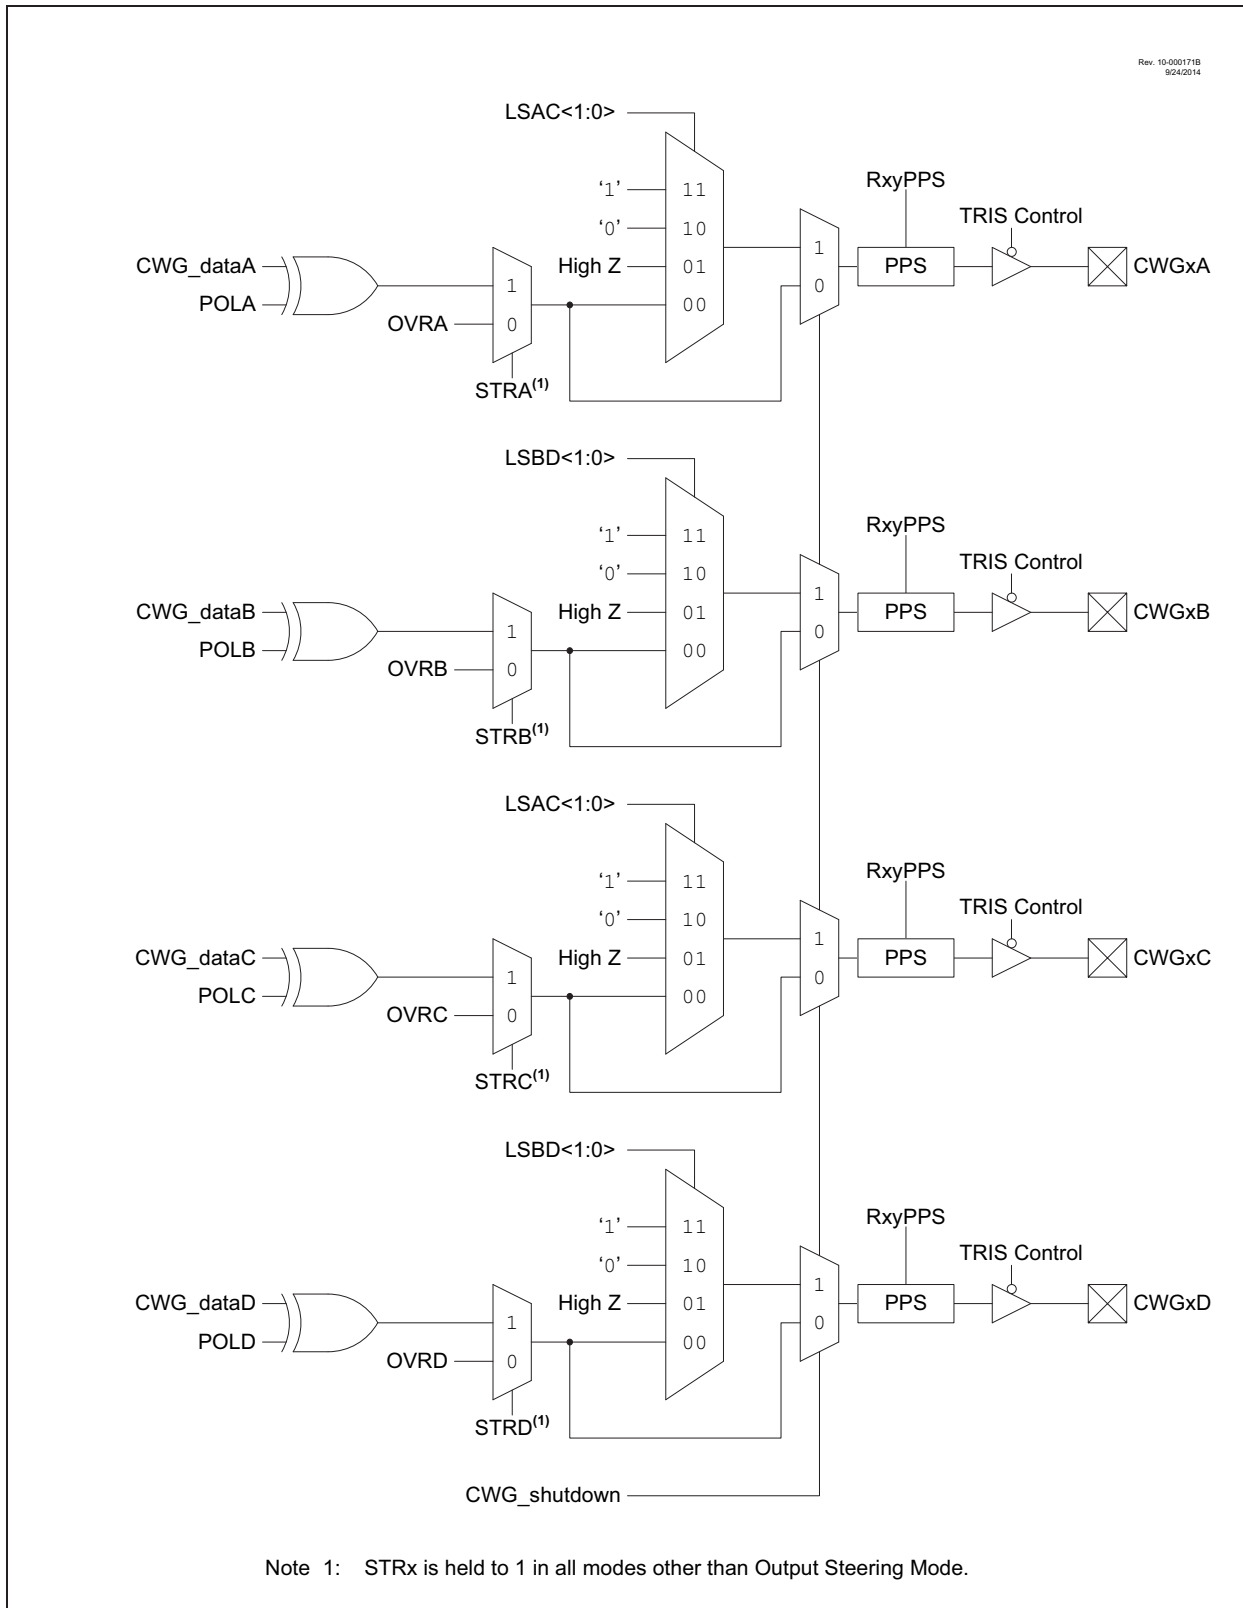 Rev. 10-000171B
9/24/2014
LSAC<1:0>
‘1’
11
RxyPPS
‘0’
10
TRIS Control
1
CWG_dataA
1
High Z
01
PPS
CWGxA
0
POLA
OVRA
0
00
STRA(1)
LSBD<1:0>
‘1’
11
RxyPPS
‘0’
10
TRIS Control
1
CWG_dataB
1
High Z
01
PPS
CWGxB
0
POLB
OVRB
0
00
STRB(1)
LSAC<1:0>
‘1’
11
RxyPPS
‘0’
10
TRIS Control
1
CWG_dataC
1
High Z
01
PPS
CWGxC
0
POLC
OVRC
0
00
STRC(1)
LSBD<1:0>
‘1’
11
RxyPPS
‘0’
10
TRIS Control
1
CWG_dataD
1
High Z
01
PPS
CWGxD
0
POLD
OVRD
0
00
STRD(1)
CWG_shutdown
Note 1: STRx is held to 1 in all modes other than Output Steering Mode.